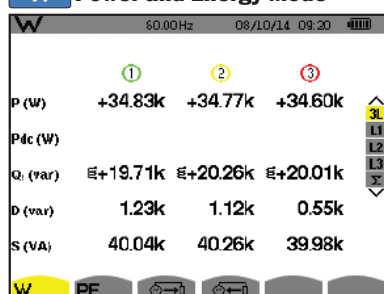 W Power and Energy Mode
W 60.00Hz 08/10/14 09:20
1 2 3
P (W) +34.83k +34.77k +34.60k
3L
L1
Pdc (W)
L2
L3
Q₁ (var) +19.71k +20.26k +20.01k
Σ
D (var) 1.23k 1.12k 0.55k
S (VA) 40.04k 40.26k 39.98k
W PF